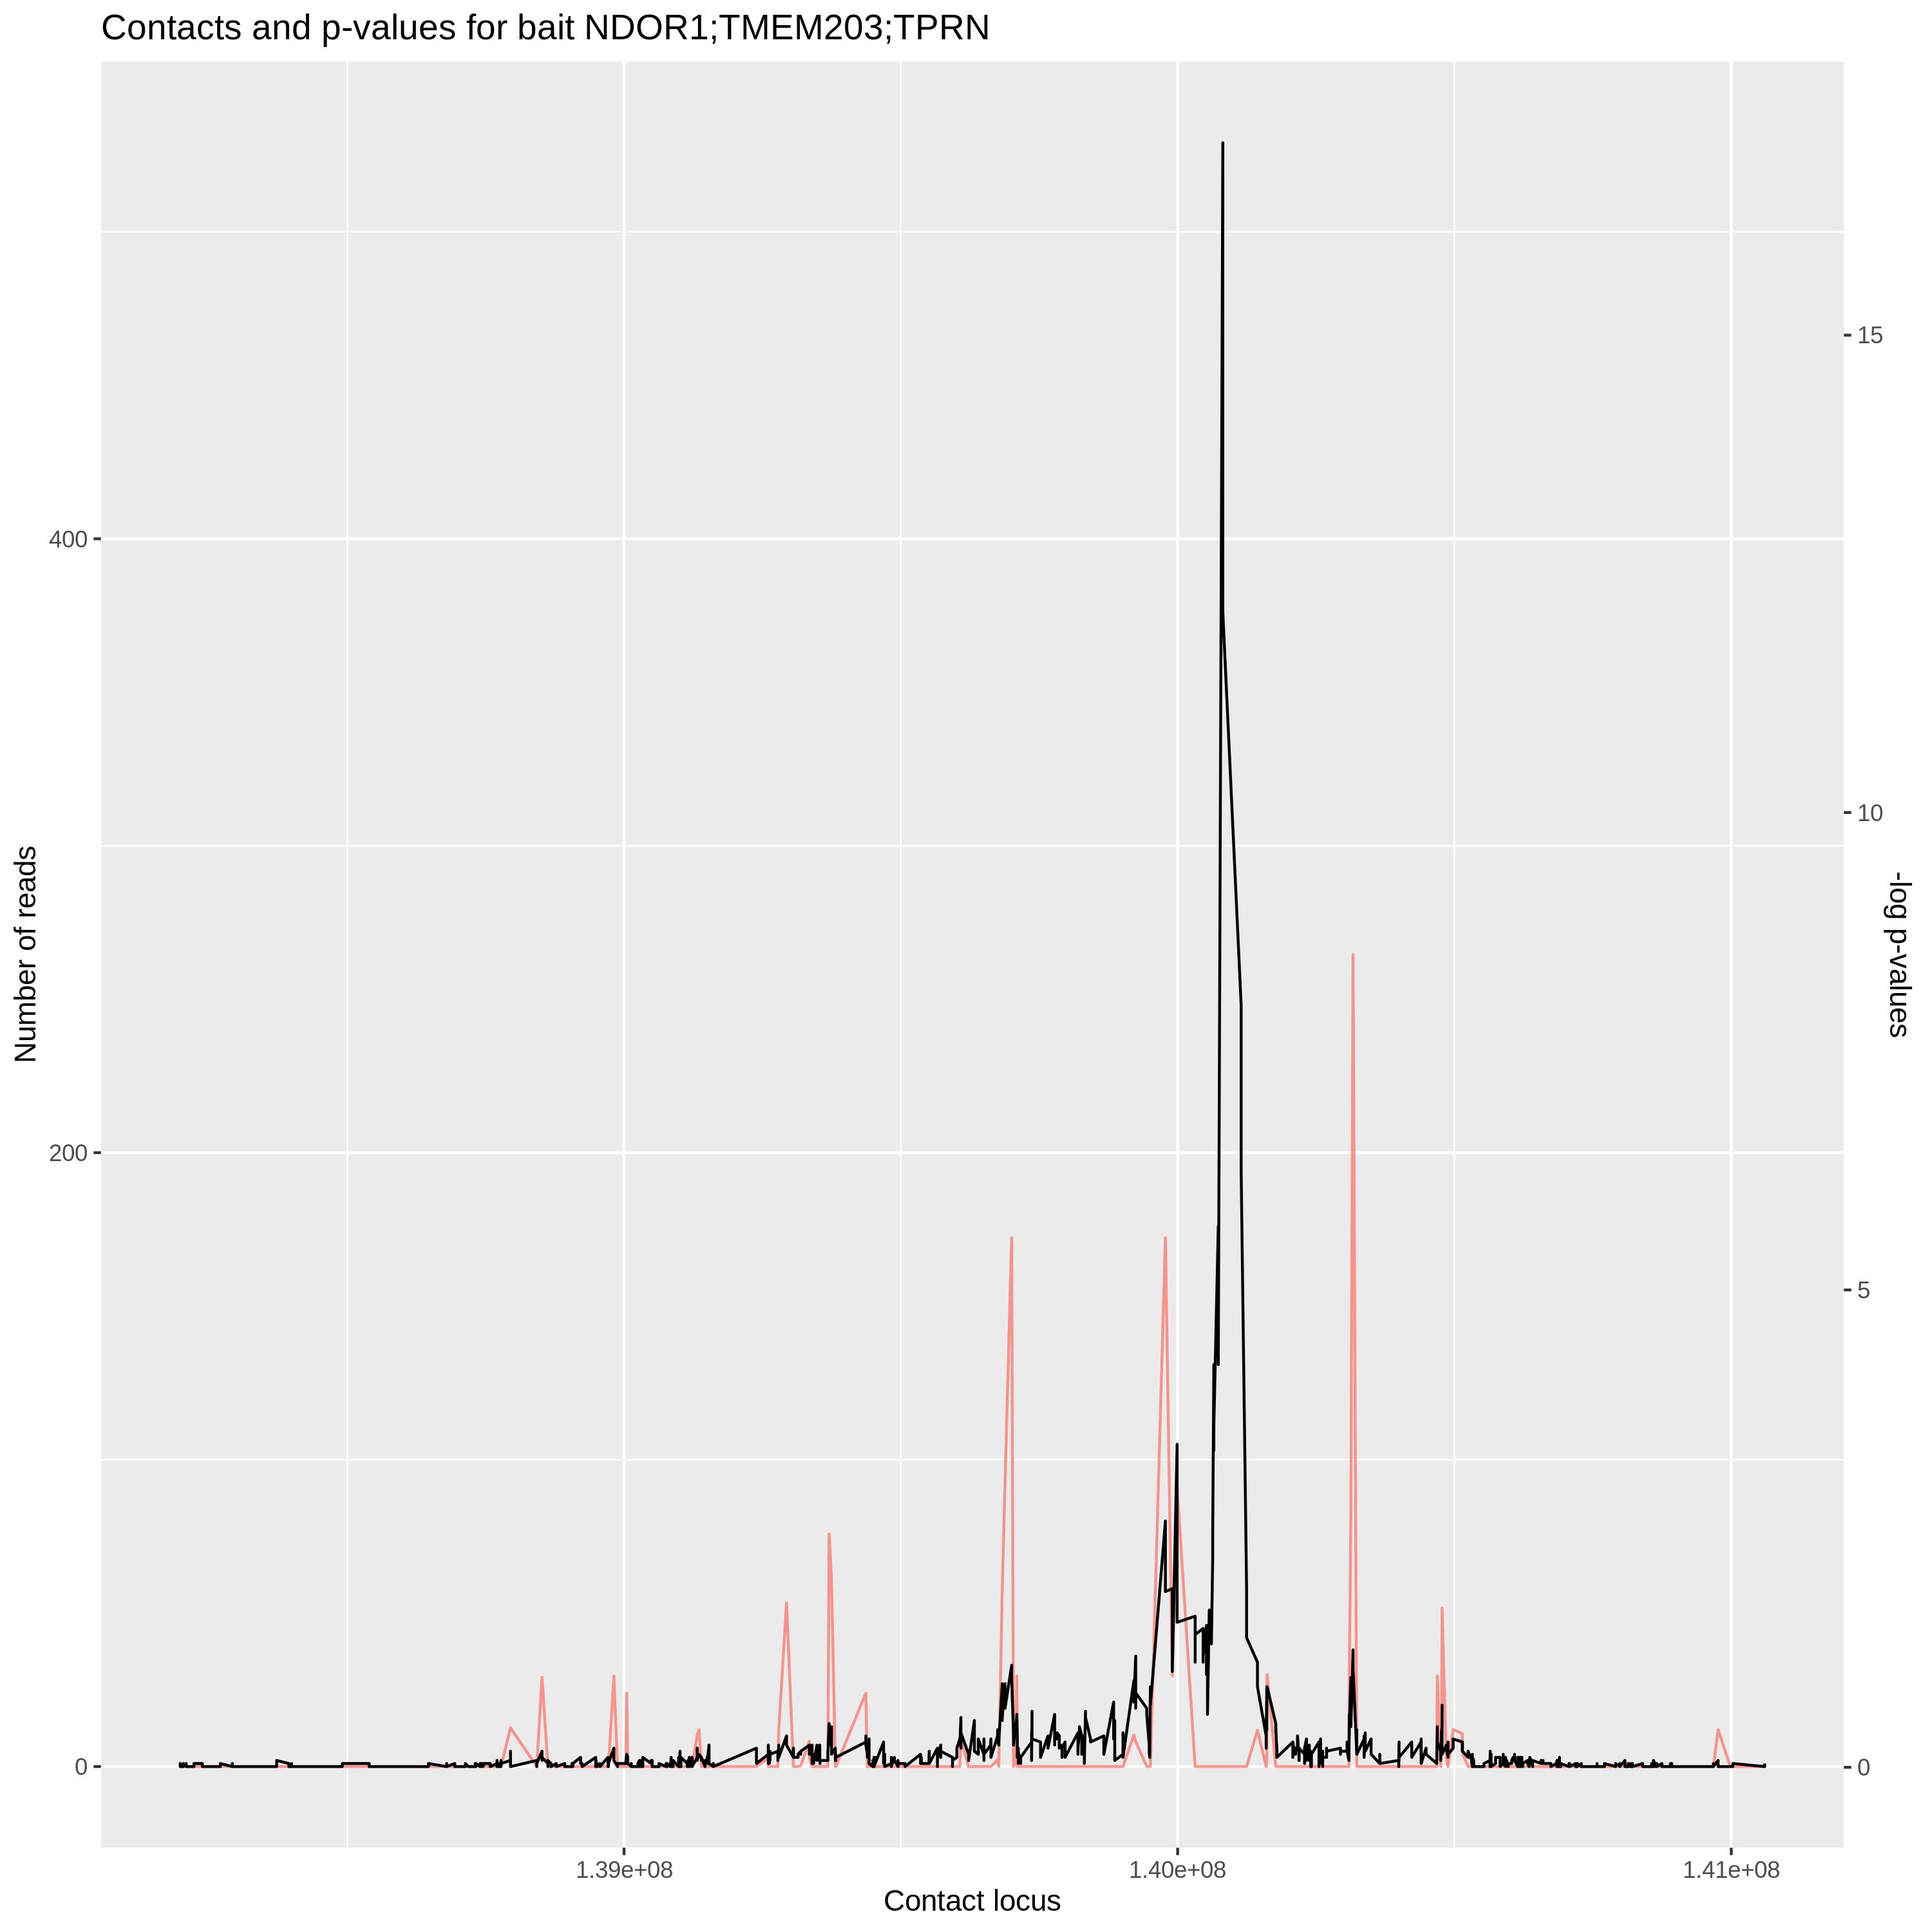 Contacts and p-values for bait NDOR1;TMEM203;TPRN
Number of reads
400
200
0
15
10
5
0
-log p-values
1.39e+08
1.40e+08
1.41e+08
Contact locus